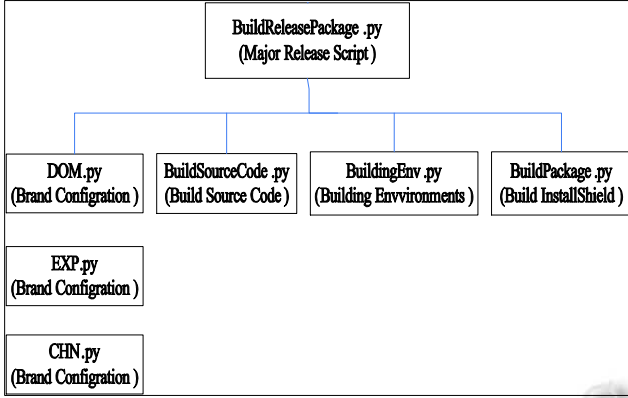 BuildReleasePackage .py
(Major Release Script )
DOM.py
(Brand Configration )
BuildSourceCode .py
(Build Source Code )
BuildingEnv .py
(Building Envvironments )
BuildPackage .py
(Build InstallShield )
EXP.py
(Brand Configration )
CHN.py
(Brand Configration )